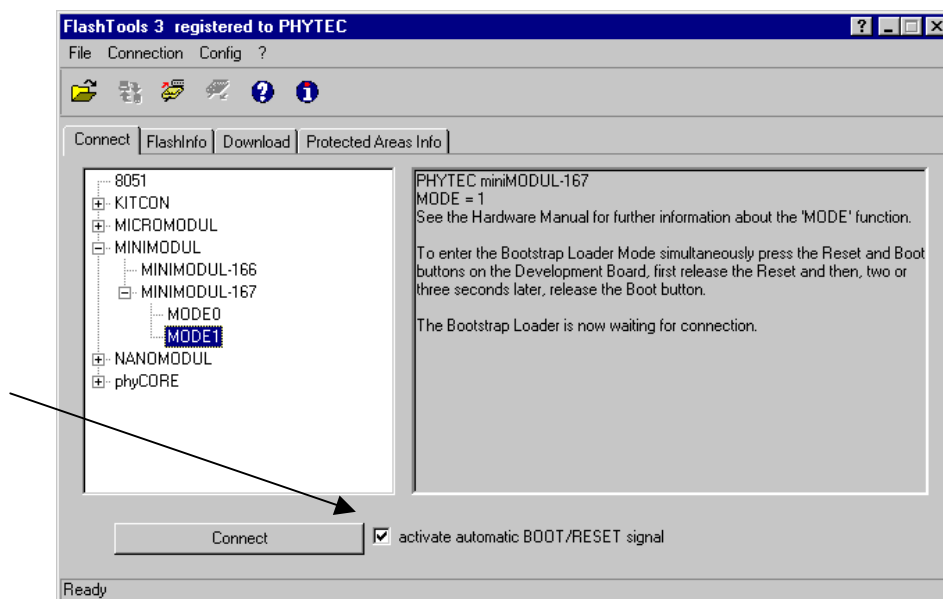 FlashTools 3 registered to PHYTEC
File Connection Config ?
Connect FlashInfo Download Protected Areas Info
8051
KITCON
MICROMODUL
MINIMODUL
MINIMODUL-166
MINIMODUL-167
MODE0
MODE1
NANOMODUL
phyCORE
PHYTEC miniMODUL-167
MODE = 1
See the Hardware Manual for further information about the 'MODE' function.
To enter the Bootstrap Loader Mode simultaneously press the Reset and Boot
buttons on the Development Board, first release the Reset and then, two or
three seconds later, release the Boot button.
The Bootstrap Loader is now waiting for connection.
Connect activate automatic BOOT/RESET signal
Ready